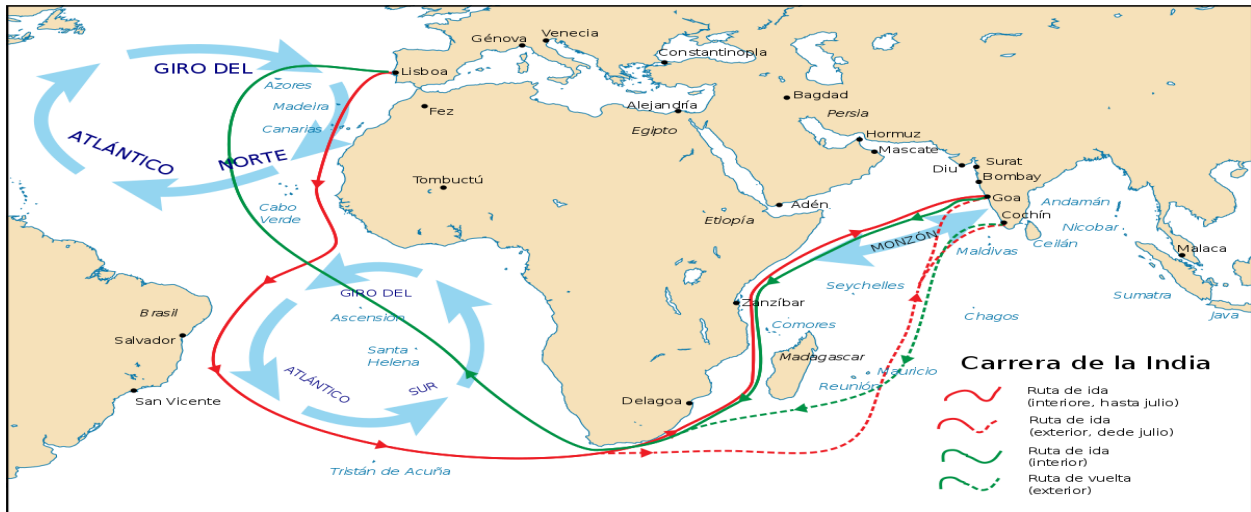 Venecia
Génova
Constantinopla
GIRO DEL
Lisboa
Azores
Bagdad
Madeira
Alejandría
Fez
Persia
Canarias
Egipto
Hormuz
ATLÁNTICO
NORTE
Mascate
Surat
Diu
Bombay
Tombuctú
Goa
Andamán
Cabo
Verde
Adén
Etiopía
Cochín
Nicobar
MONZÓN
Ceilán
Maldivas
Malaca
GIRO DEL
Seychelles
Sumatra
Zanzíbar
Brasil
Ascensión
Chagos
Java
Comores
Salvador
Santa
Helena
Madagascar
Carrera de la India
Mauricio
ATLÁNTICO
SUR
Reunión
San Vicente
Delagoa
Ruta de ida
(interiore, hasta julio)
Ruta de ida
(exterior, dede julio)
Ruta de ida
(interior)
Tristán de Acuña
Ruta de vuelta
(exterior)